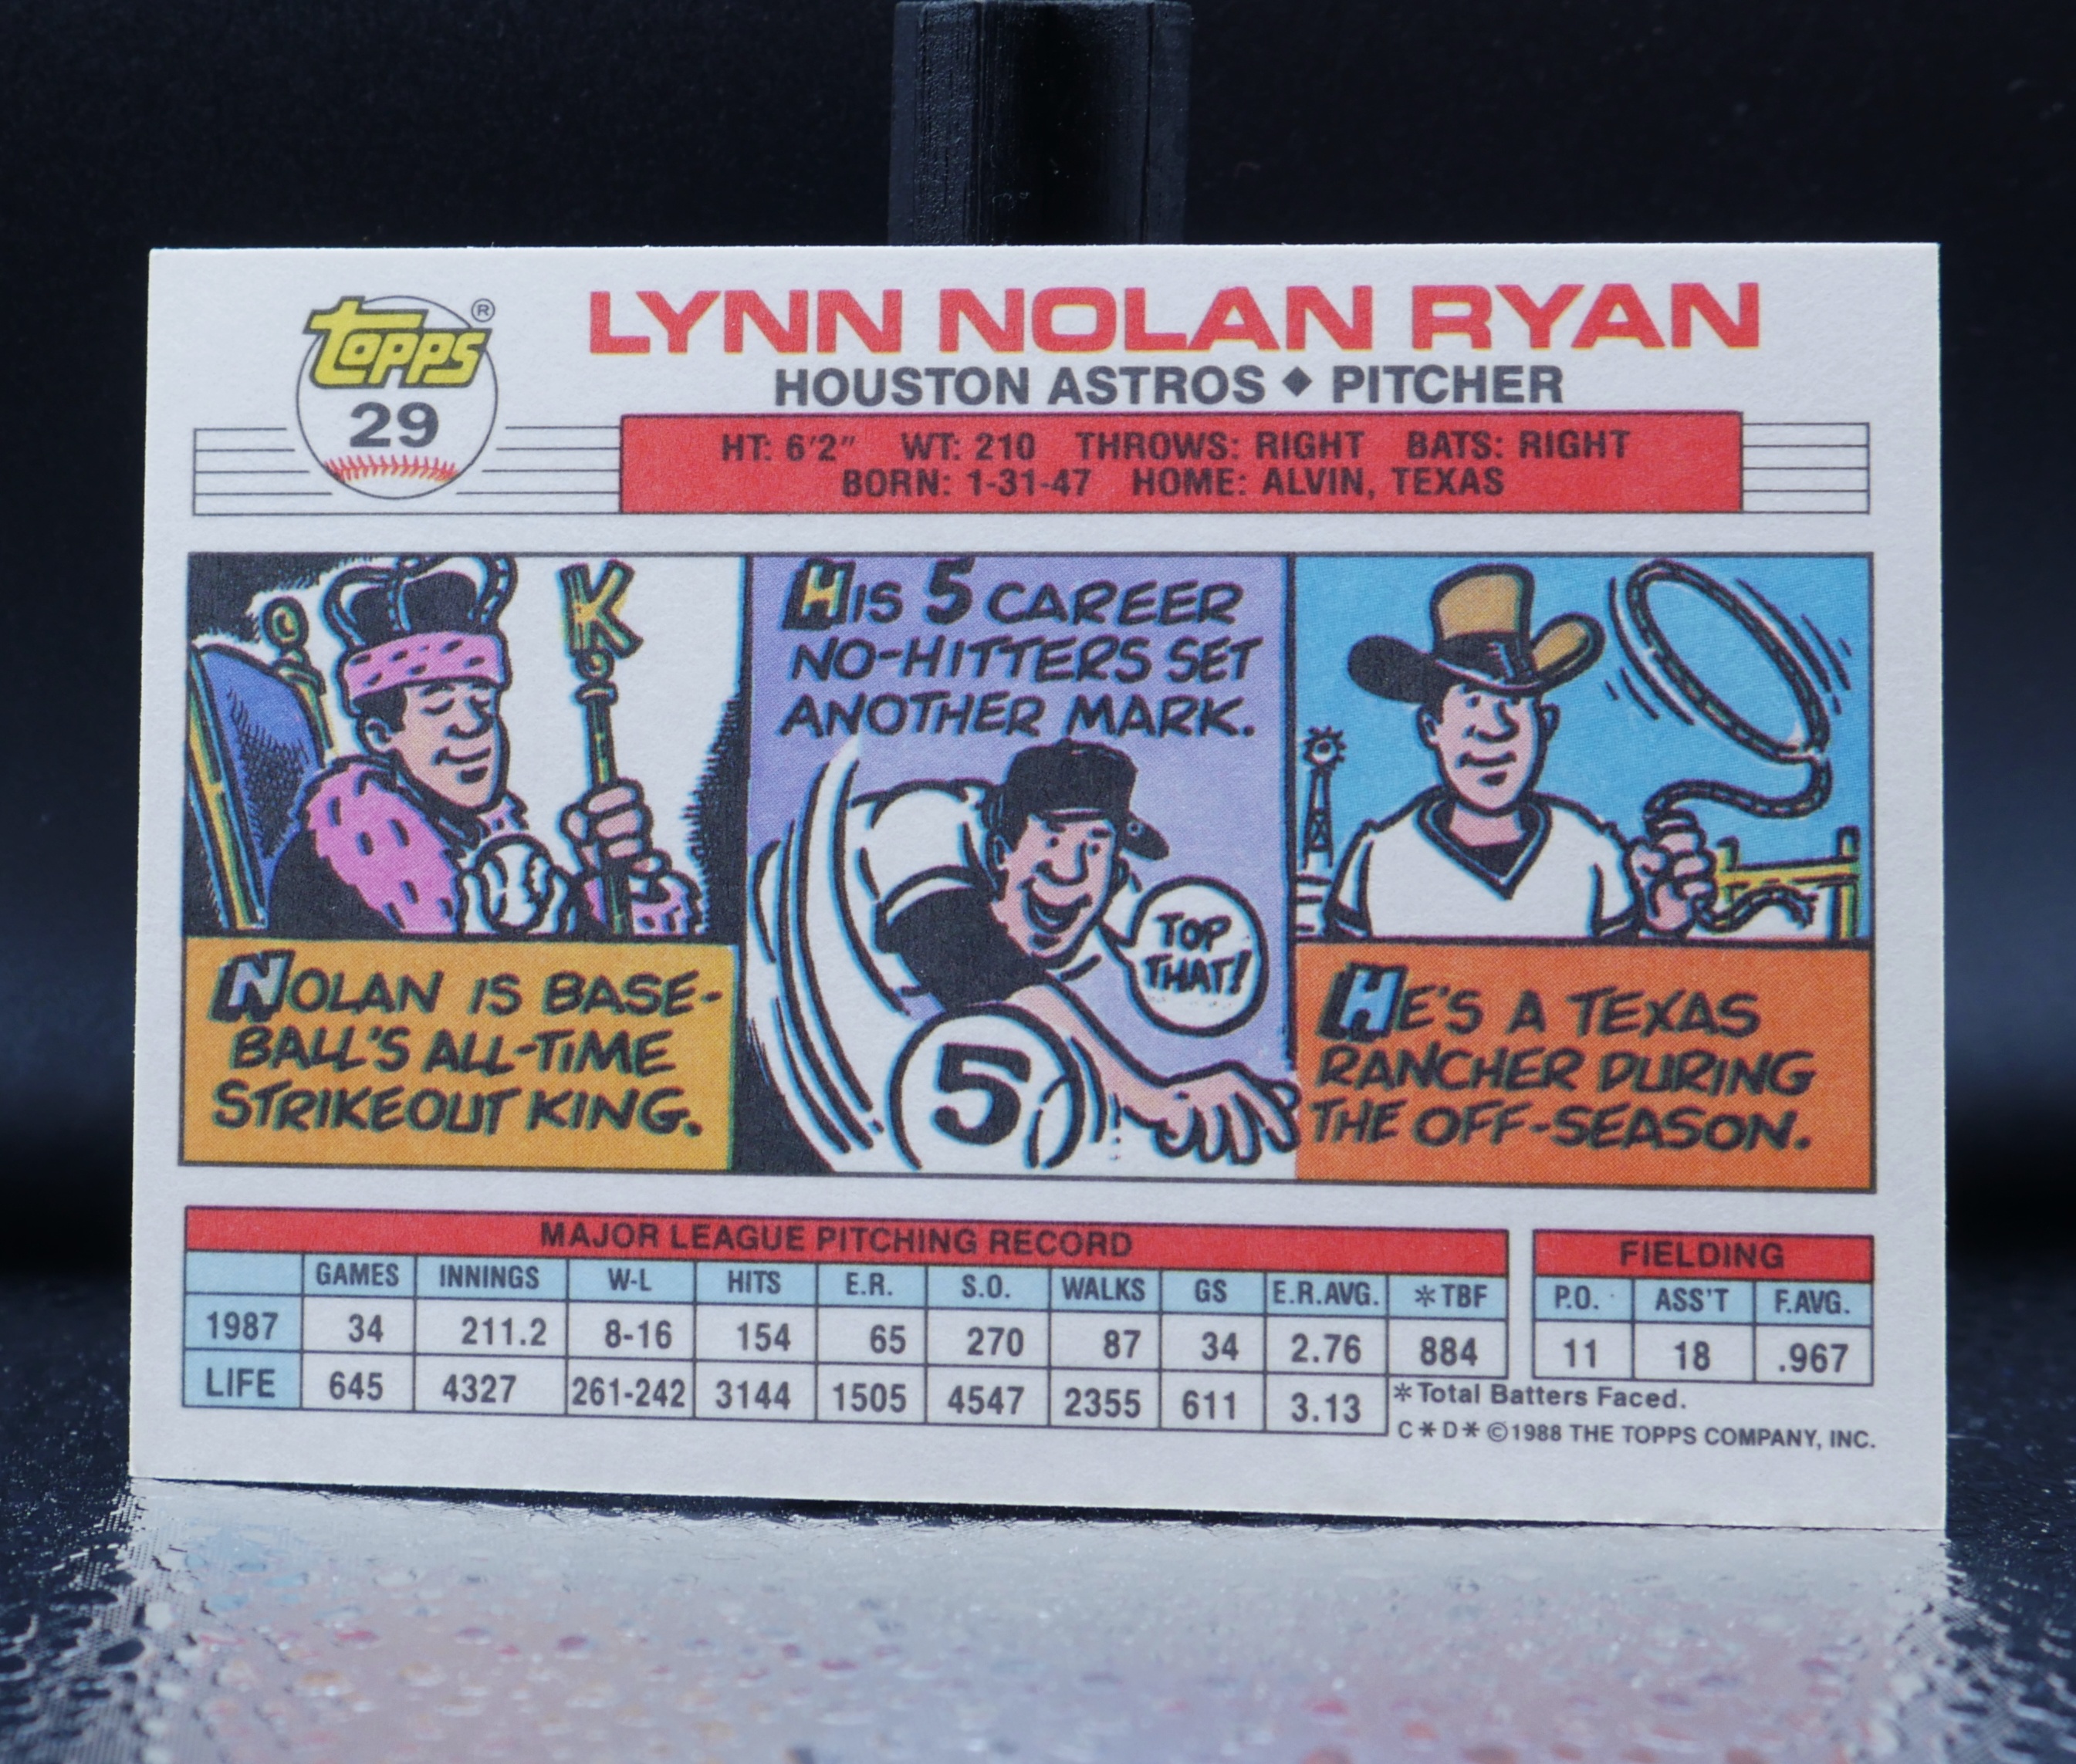 LYNN NOLAN RYAN
topps®
29
HOUSTON ASTROS ◆ PITCHER
HT: 6'2" WT: 210 THROWS: RIGHT BATS: RIGHT
BORN: 1-31-47 HOME: ALVIN, TEXAS
K
NOLAN IS BASE-
BALL'S ALL-TIME
STRIKEOUT KING.
HIS 5 CAREER
NO-HITTERS SET
ANOTHER MARK.
TOP
THAT!
5
HE'S A TEXAS
RANCHER DURING
THE OFF-SEASON.
MAJOR LEAGUE PITCHING RECORD
GAMES INNINGS W-L HITS E.R. S.O. WALKS GS E.R.AVG. *TBF
1987 34 211.2 8-16 154 65 270 87 34 2.76 884
LIFE 645 4327 261-242 3144 1505 4547 2355 611 3.13
FIELDING
P.O. ASS'T F.AVG.
11 18 .967
*Total Batters Faced.
C*D* ©1988 THE TOPPS COMPANY, INC.